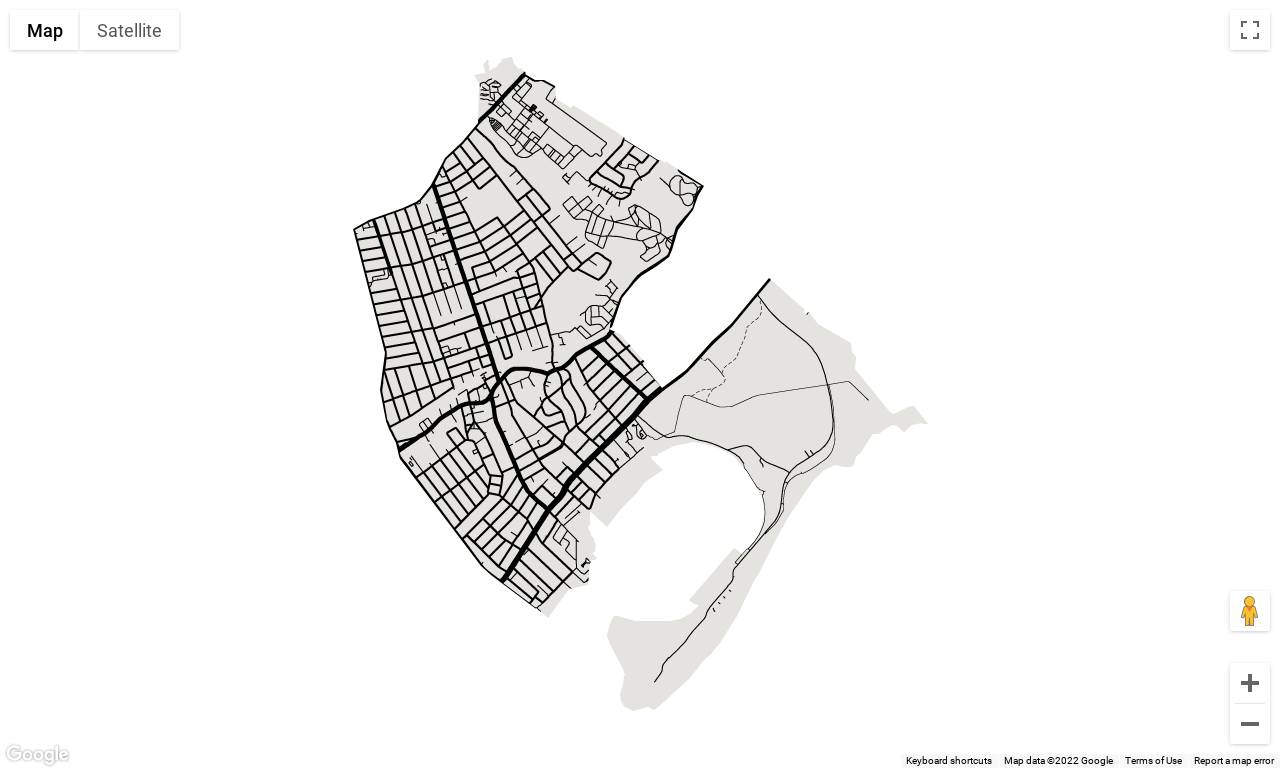 Map
Satellite
Google
Keyboard shortcuts
Map data ©2022 Google
Terms of Use
Report a map error